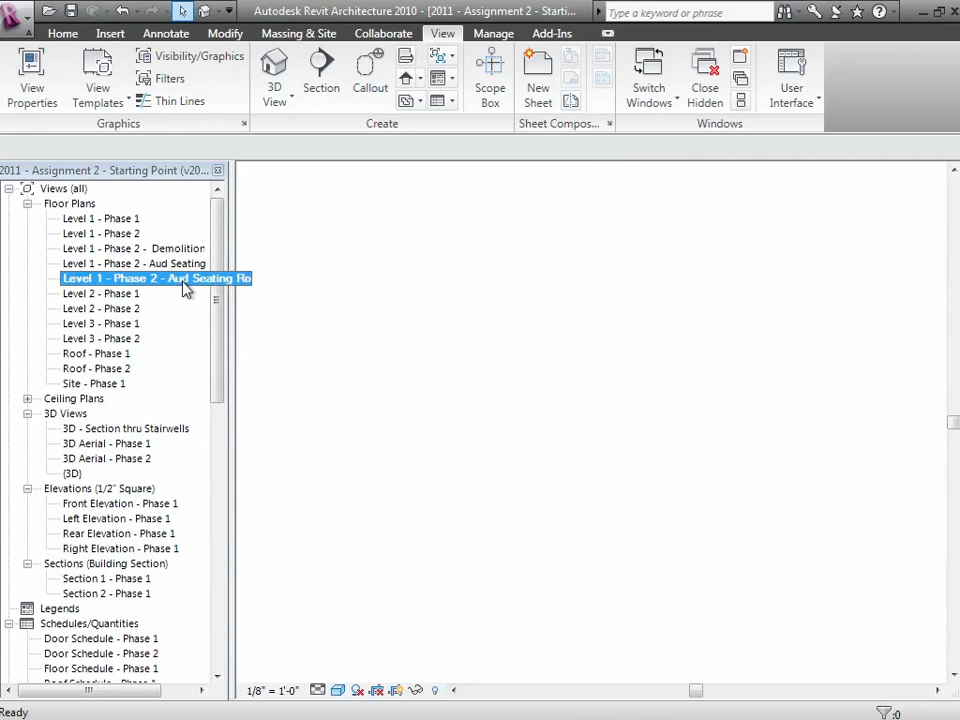 Autodesk Revit Architecture 2010 - [2011 - Assignment 2 - Starti...
Type a keyword or phrase
Home Insert Annotate Modify Massing & Site Collaborate View Manage Add-Ins
View Properties
View Templates
Visibility/Graphics
Filters
Thin Lines
3D View
Section
Callout
Scope Box
New Sheet
Switch Windows
Close Hidden
User Interface
Graphics Create Sheet Compos... Windows
2011 - Assignment 2 - Starting Point (v20...
Views (all)
Floor Plans
Level 1 - Phase 1
Level 1 - Phase 2
Level 1 - Phase 2 - Demolition
Level 1 - Phase 2 - Aud Seating
Level 1 - Phase 2 - Aud Seating Ro
Level 2 - Phase 1
Level 2 - Phase 2
Level 3 - Phase 1
Level 3 - Phase 2
Roof - Phase 1
Roof - Phase 2
Site - Phase 1
Ceiling Plans
3D Views
3D - Section thru Stairwells
3D Aerial - Phase 1
3D Aerial - Phase 2
{3D}
Elevations (1/2" Square)
Front Elevation - Phase 1
Left Elevation - Phase 1
Rear Elevation - Phase 1
Right Elevation - Phase 1
Sections (Building Section)
Section 1 - Phase 1
Section 2 - Phase 1
Legends
Schedules/Quantities
Door Schedule - Phase 1
Door Schedule - Phase 2
Floor Schedule - Phase 1
1/8" = 1'-0"
Ready
:0